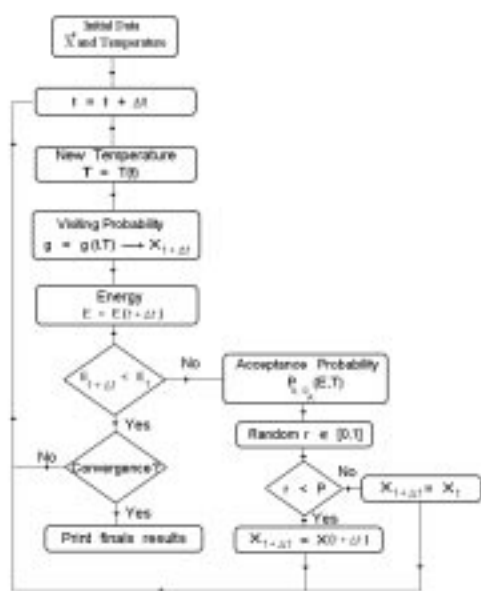 Initial Data
and Temperature
t = t + Δt
New Temperature
T = T(t)
Visiting Probability
g = g(t,T) → X t+Δt
Energy
E = E(t+Δt)
E t+Δt < E t
No
Acceptance Probability
(E,T)
Yes
Random r ∈ [0,1]
No
Convergence?
r < P
No
X t+Δt = X t
Yes
Yes
Print finals results
X t+Δt = X(t+Δt)